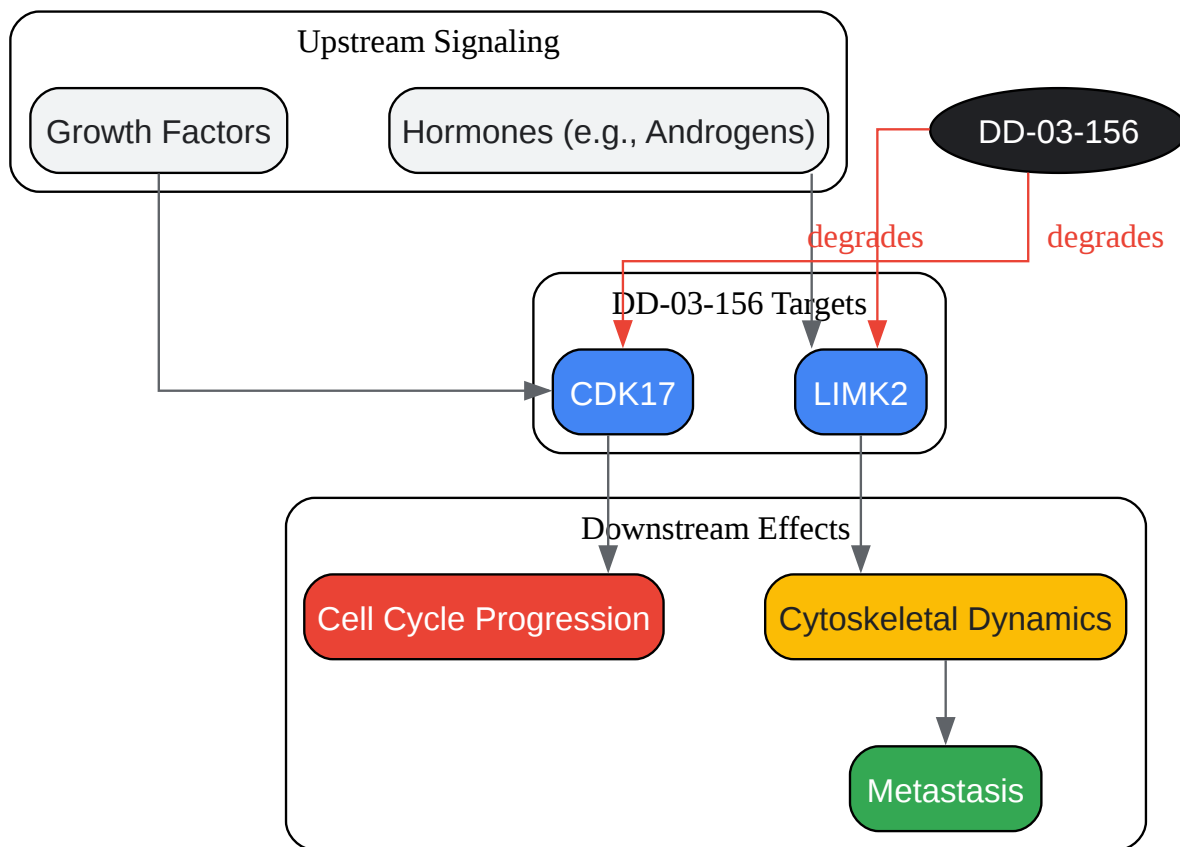 Upstream Signaling
Growth Factors
Hormones (e.g., Androgens)
DD-03-156
degrades
degrades
DD-03-156 Targets
CDK17
LIMK2
Downstream Effects
Cell Cycle Progression
Cytoskeletal Dynamics
Metastasis